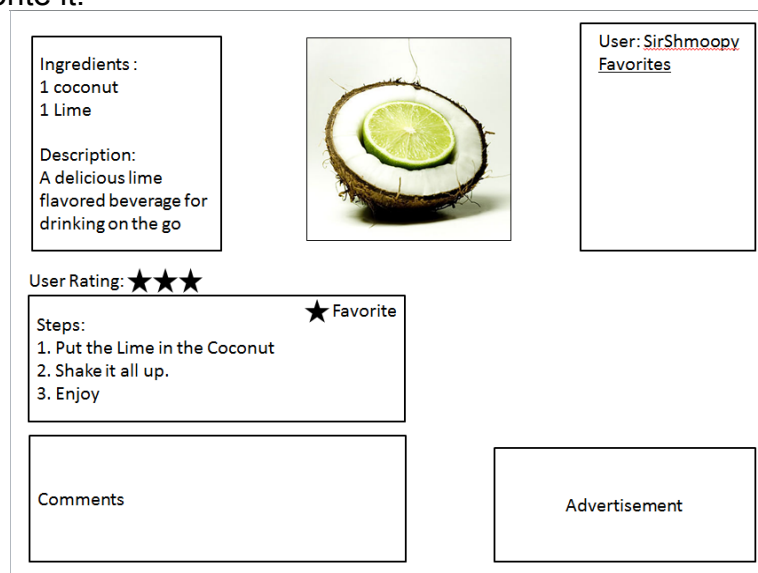 Ingredients :
1 coconut
1 Lime
Description:
A delicious lime
flavored beverage for
drinking on the go
User: SirShmoopy
Favorites
User Rating: ★★★
★ Favorite
Steps:
1. Put the Lime in the Coconut
2. Shake it all up.
3. Enjoy
Comments
Advertisement